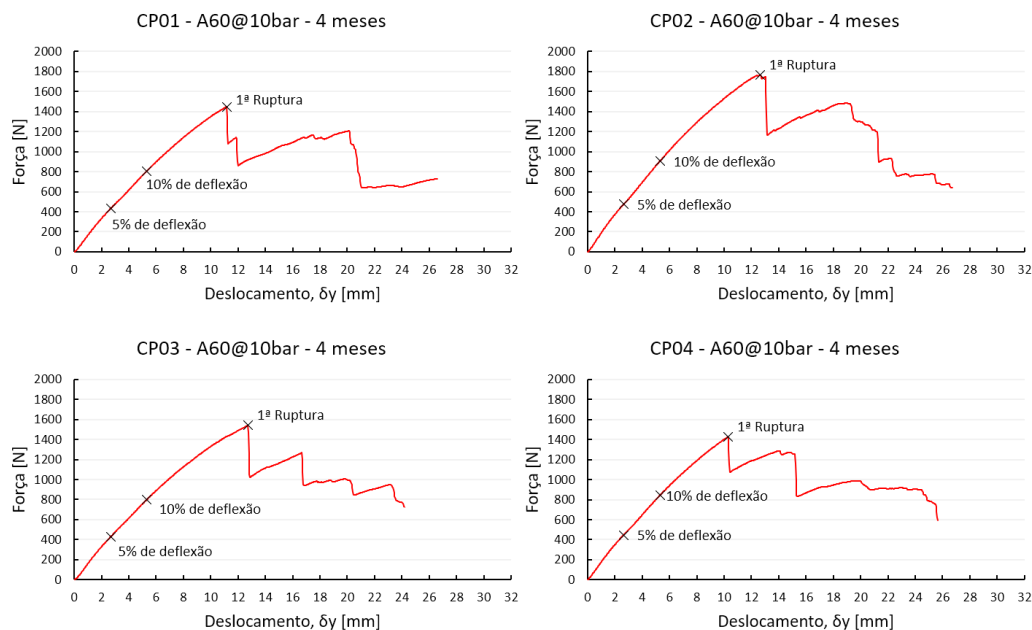 CP01 - A60@10bar - 4 meses
Força [N]
2000
1800
1600
1400
1200
1000
800
600
400
200
0
1ª Ruptura
10% de deflexão
5% de deflexão
0 2 4 6 8 10 12 14 16 18 20 22 24 26 28 30 32
Deslocamento, δy [mm]
CP02 - A60@10bar - 4 meses
Força [N]
2000
1800
1600
1400
1200
1000
800
600
400
200
0
1ª Ruptura
10% de deflexão
5% de deflexão
0 2 4 6 8 10 12 14 16 18 20 22 24 26 28 30 32
Deslocamento, δy [mm]
CP03 - A60@10bar - 4 meses
Força [N]
2000
1800
1600
1400
1200
1000
800
600
400
200
0
1ª Ruptura
10% de deflexão
5% de deflexão
0 2 4 6 8 10 12 14 16 18 20 22 24 26 28 30 32
Deslocamento, δy [mm]
CP04 - A60@10bar - 4 meses
Força [N]
2000
1800
1600
1400
1200
1000
800
600
400
200
0
1ª Ruptura
10% de deflexão
5% de deflexão
0 2 4 6 8 10 12 14 16 18 20 22 24 26 28 30 32
Deslocamento, δy [mm]